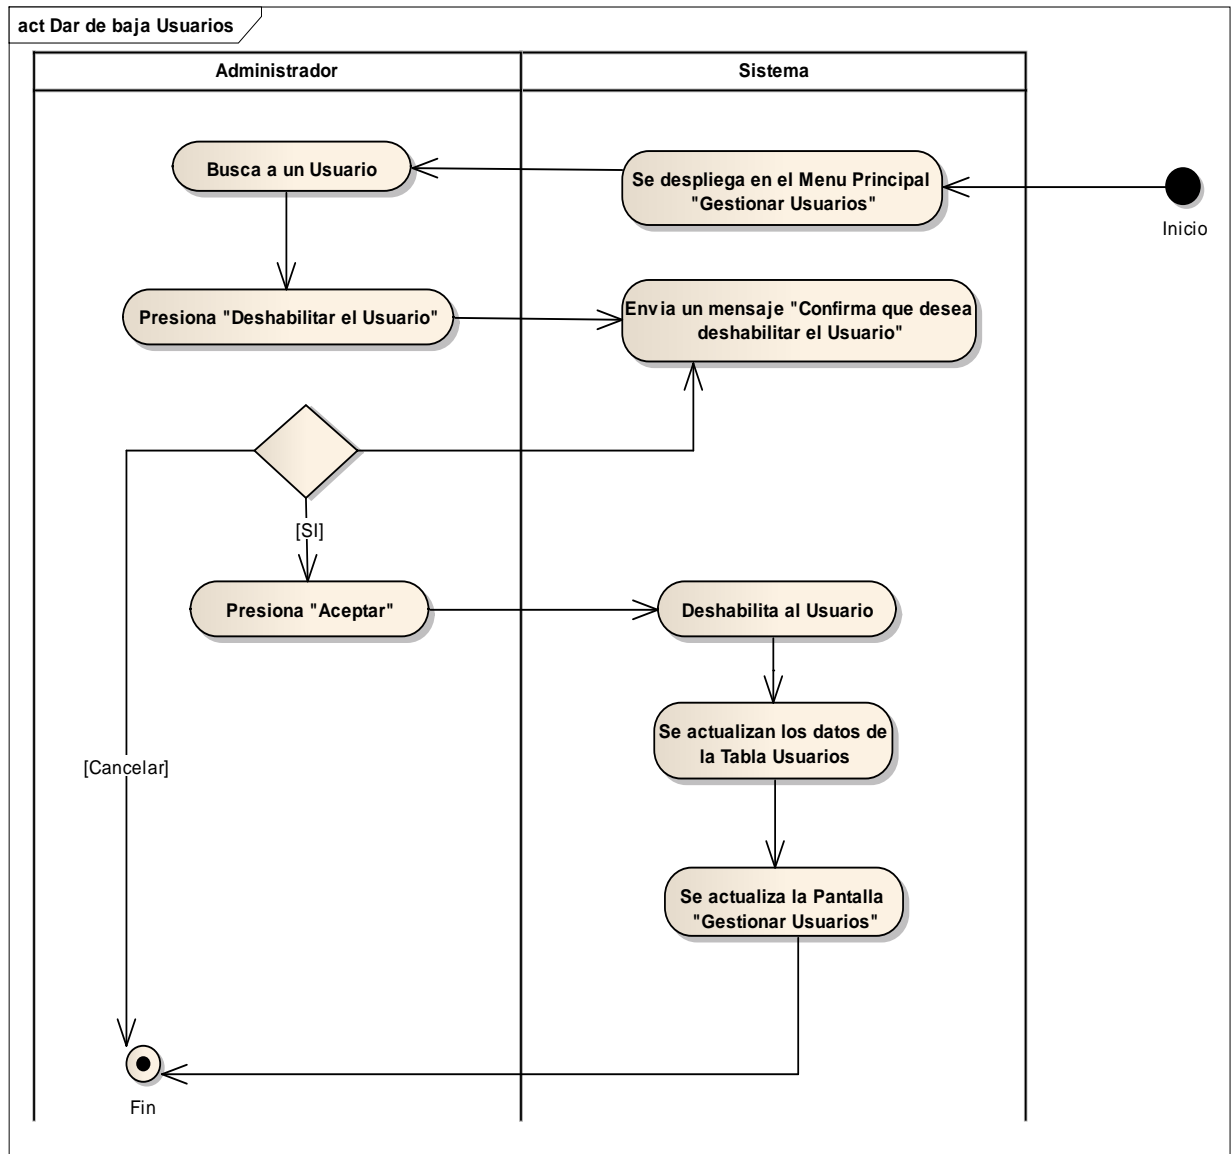 act Dar de baja Usuarios
Administrador
Sistema
Busca a un Usuario
Se despliega en el Menu Principal
"Gestionar Usuarios"
Inicio
Presiona "Deshabilitar el Usuario"
Envia un mensaje "Confirma que desea
deshabilitar el Usuario"
[SI]
Presiona "Aceptar"
Deshabilita al Usuario
Se actualizan los datos de
la Tabla Usuarios
[Cancelar]
Se actualiza la Pantalla
"Gestionar Usuarios"
Fin